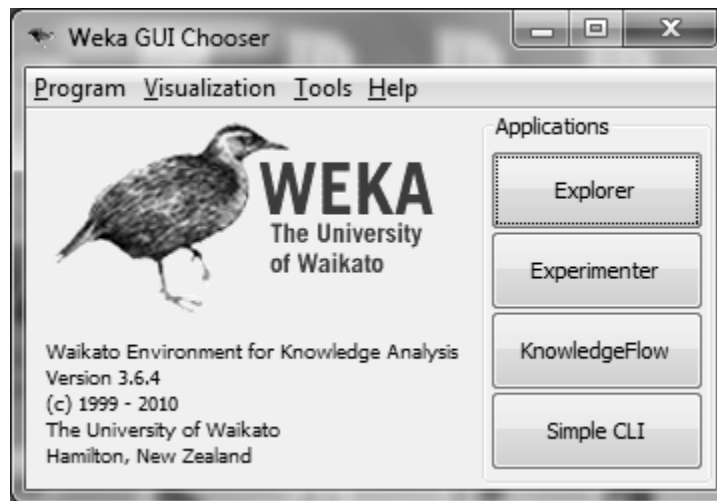 Weka GUI Chooser
Program Visualization Tools Help
WEKA
The University
of Waikato
Waikato Environment for Knowledge Analysis
Version 3.6.4
(c) 1999 - 2010
The University of Waikato
Hamilton, New Zealand
Applications
Explorer
Experimenter
KnowledgeFlow
Simple CLI